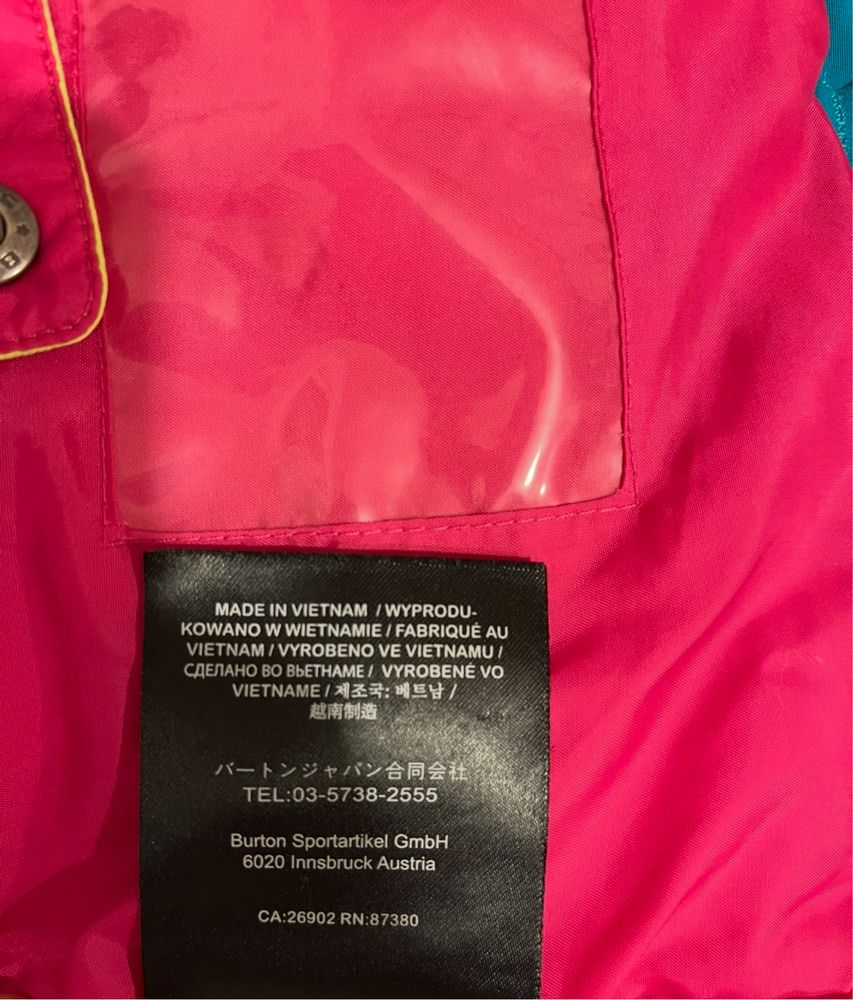 MADE IN VIETNAM / WYPRODU-
KOWANO W WIETNAMIE / FABRIQUÉ AU
VIETNAM / VYROBENO VE VIETNAMU /
СДЕЛАНО ВО ВЬЕТНАМЕ / VYROBENÉ VO
VIETNAME / 제조국: 베트남 /
越南制造
バートンジャパン合同会社
TEL:03-5738-2555
Burton Sportartikel GmbH
6020 Innsbruck Austria
CA:26902 RN:87380